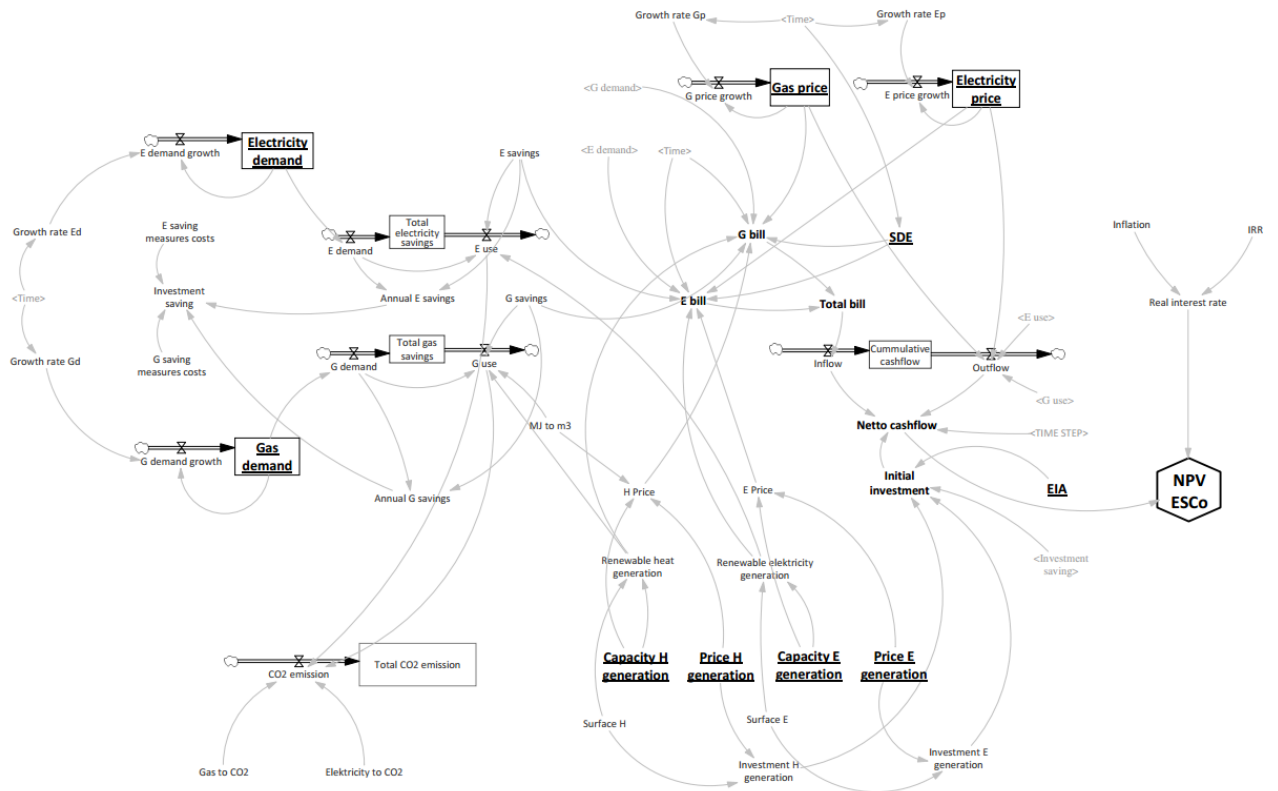 Growth rate Gp
<Time>
Growth rate Ep
<G demand>
G price growth
Gas price
E price growth
Electricity
price
E demand growth
Electricity
demand
E savings
<E demand>
<Time>
Growth rate Ed
E saving
measures costs
Total
electricity
savings
E demand
E use
G bill
SDE
Inflation
IRR
<Time>
Investment
saving
Annual E savings
G savings
E bill
Total bill
Real interest rate
<E use>
Growth rate Gd
G saving
measures costs
Total gas
savings
G demand
G use
Cummulative
cashflow
Inflow
Outflow
<G use>
MJ to m3
Netto cashflow
<TIME STEP>
G demand growth
Gas
demand
Annual G savings
H Price
E Price
Initial
investment
EIA
NPV
ESCo
Renewable heat
generation
Renewable elektricity
generation
<Investment
saving>
CO2 emission
Total CO2 emission
Capacity H
generation
Price H
generation
Capacity E
generation
Price E
generation
Surface H
Surface E
Gas to CO2
Elektricity to CO2
Investment H
generation
Investment E
generation